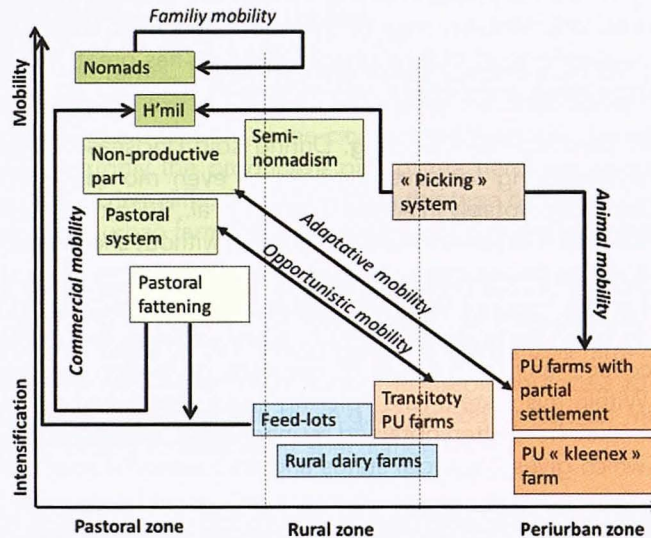 Familiy mobility
Mobility
Nomads
H'mil
Semi-
nomadism
Non-productive
part
« Picking »
system
Pastoral
system
Adaptative mobility
Animal mobility
Commercial mobility
Opportunistic mobility
Pastoral
fattening
PU farms with
partial
settlement
Transitoty
PU farms
Feed-lots
Intensification
Rural dairy farms
PU « kleenex »
farm
Pastoral zone
Rural zone
Periurban zone